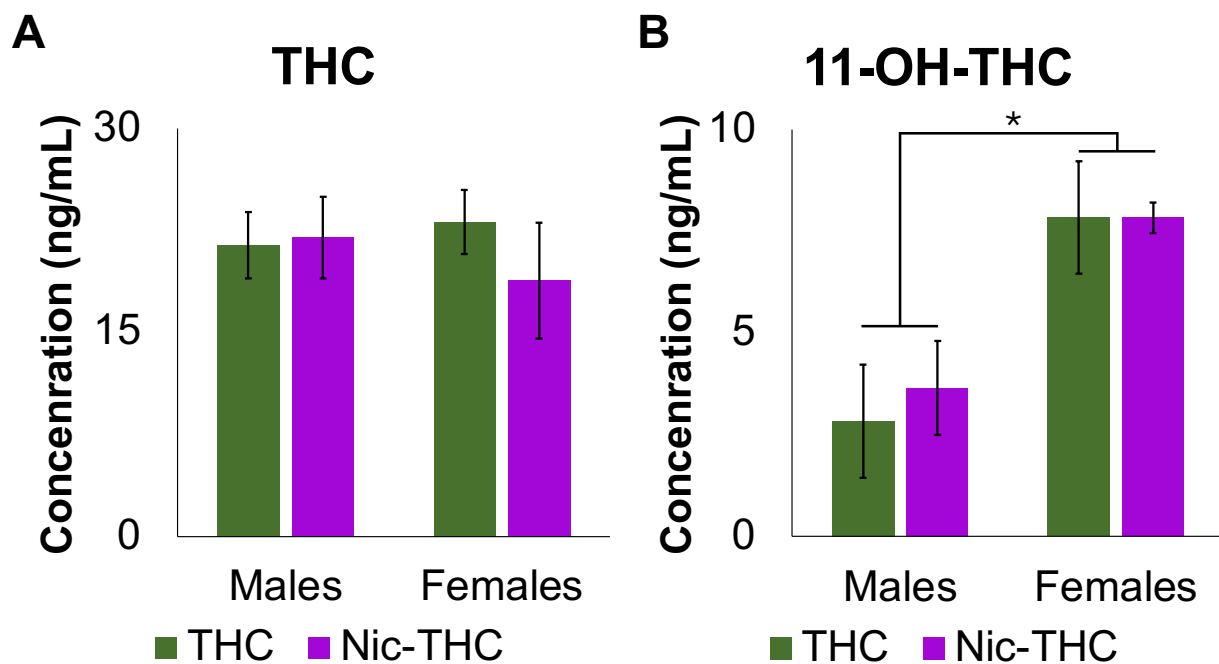 A
THC
Concenration (ng/mL)
30
15
0
Males Females
THC Nic-THC
B
11-OH-THC
Concenration (ng/mL)
10
5
0
*
Males Females
THC Nic-THC